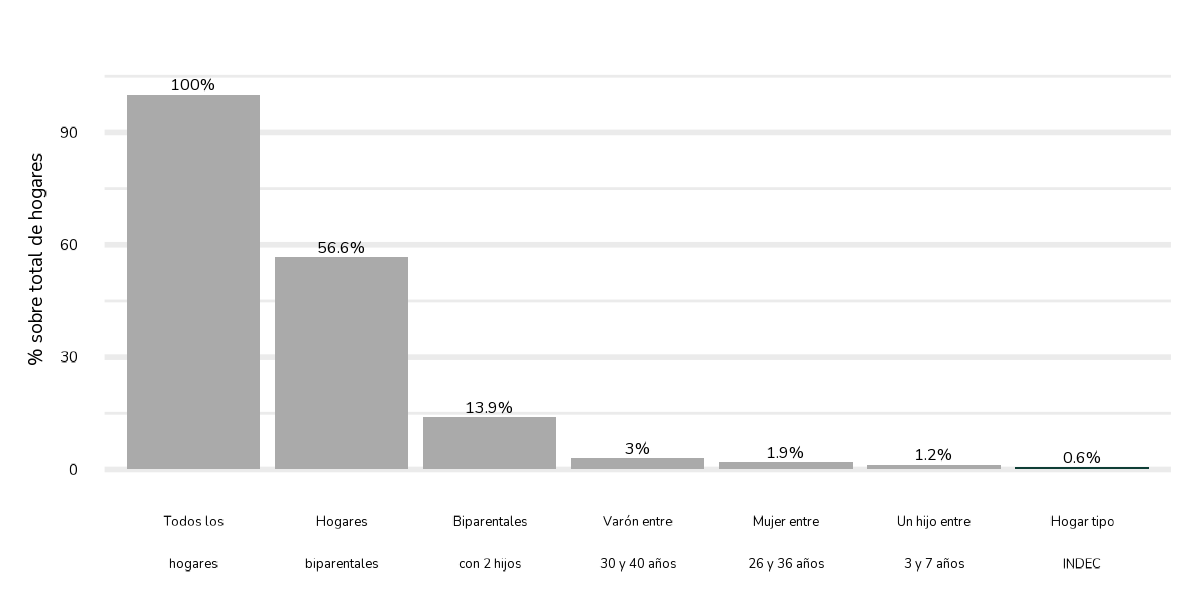 100%
90
56.6%
60
% sobre total de hogares
30
13.9%
3%
1.9%
1.2%
0.6%
0
Todos los
hogares
Hogares
biparentales
Biparentales
con 2 hijos
Varón entre
30 y 40 años
Mujer entre
26 y 36 años
Un hijo entre
3 y 7 años
Hogar tipo
INDEC